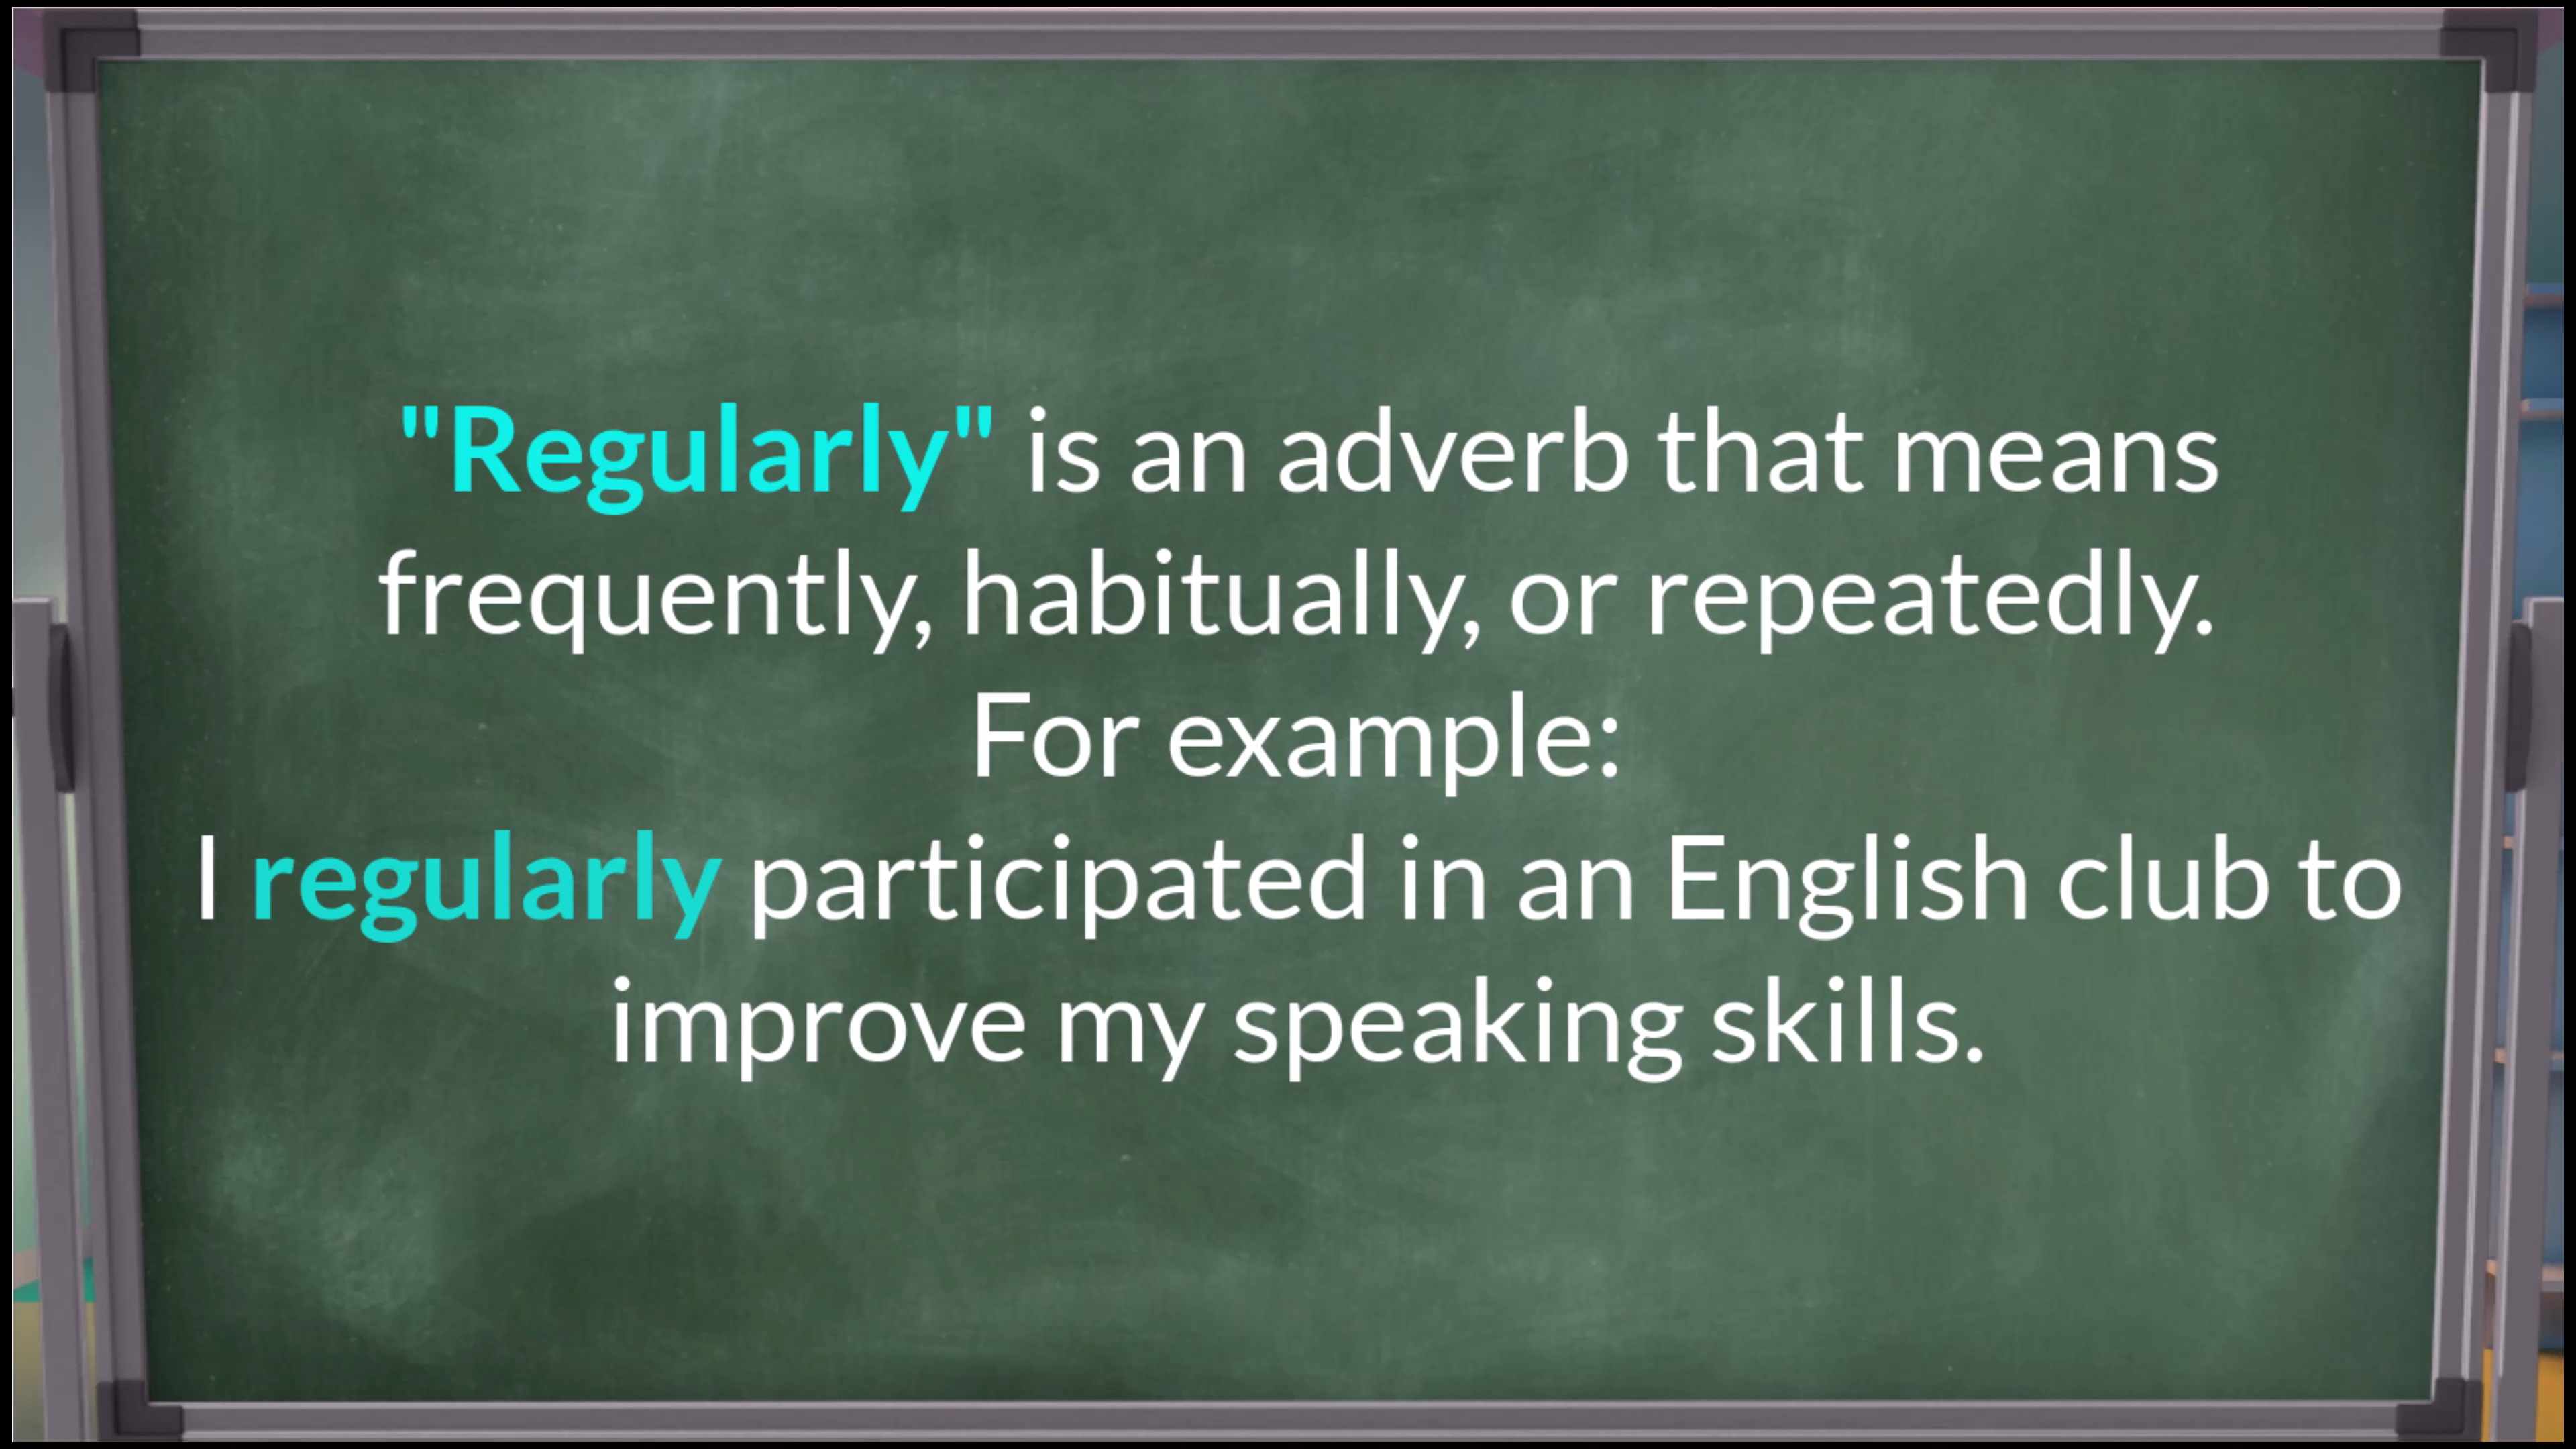 "Regularly" is an adverb that means
frequently, habitually, or repeatedly.
For example:
I regularly participated in an English club to
improve my speaking skills.